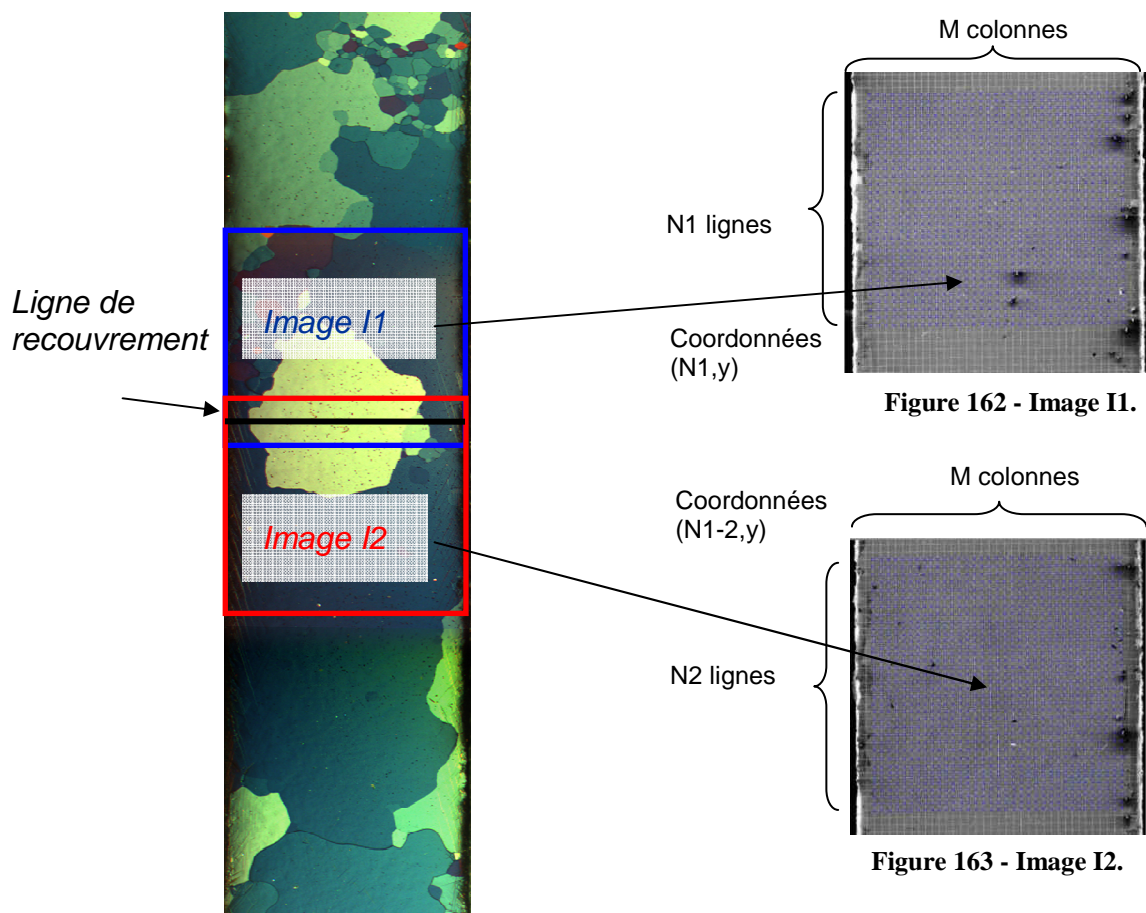 M colonnes
N1 lignes
Ligne de
recouvrement
Image I1
Coordonnées
(N1,y)
Figure 162 - Image I1.
M colonnes
Coordonnées
(N1-2,y)
Image I2
N2 lignes
Figure 163 - Image I2.